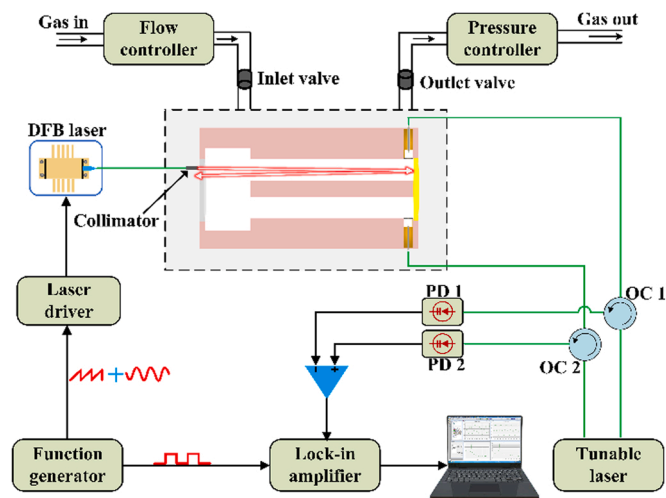 Gas in
Flow
controller
Pressure
controller
Gas out
Inlet valve
Outlet valve
DFB laser
Collimator
Laser
driver
PD 1
OC 1
PD 2
OC 2
- +
Function
generator
Lock-in
amplifier
Tunable
laser